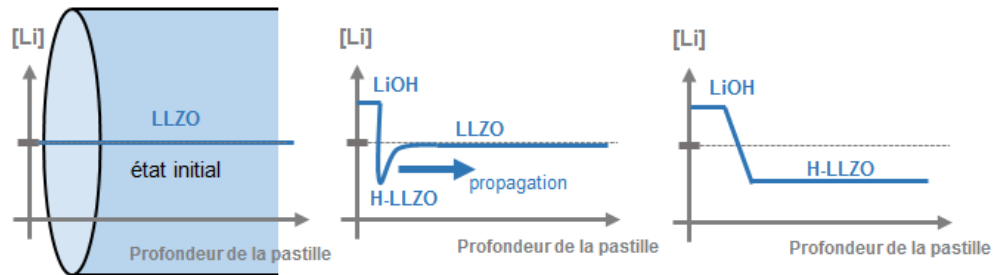 [Li]
LLZO
état initial
Profondeur de la pastille
[Li]
LiOH
LLZO
propagation
H-LLZO
Profondeur de la pastille
[Li]
LiOH
H-LLZO
Profondeur de la pastille